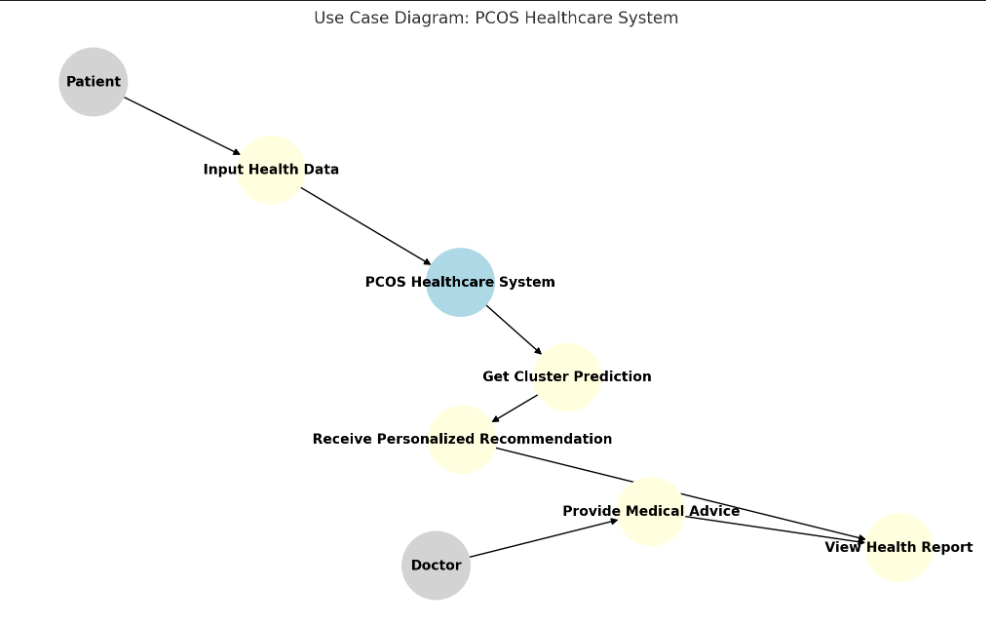 Use Case Diagram: PCOS Healthcare System
Patient
Input Health Data
PCOS Healthcare System
Get Cluster Prediction
Receive Personalized Recommendation
Provide Medical Advice
View Health Report
Doctor